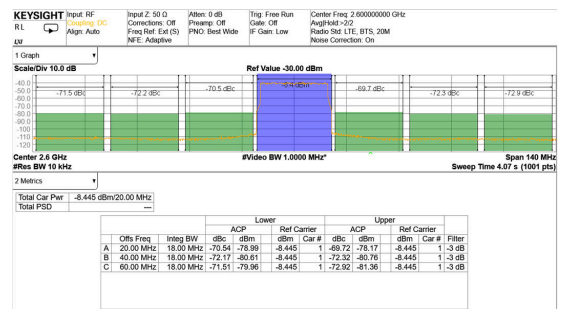 KEYSIGHT Input: RF Input Z: 50 Ω Atten: 0 dB Trig: Free Run Center Freq: 2.600000000 GHz
RL Coupling: DC Corrections: Off Preamp: Off Gate: Off Avg|Hold:>2/2
Align: Auto Freq Ref: Ext (S) PNO: Best Wide IF Gain: Low Radio Std: LTE, BTS, 20M
LXI NFE: Adaptive Noise Correction: On
1 Graph
Scale/Div 10.0 dB Ref Value -30.00 dBm
-40.0
-50.0
-60.0
-70.0
-80.0
-90.0
-100
-110
-120
-71.5 dBc -72.2 dBc -70.5 dBc -8.4 dBm -69.7 dBc -72.3 dBc -72.9 dBc
Center 2.6 GHz #Video BW 1.0000 MHz* Span 140 MHz
#Res BW 10 kHz Sweep Time 4.07 s (1001 pts)
2 Metrics
Total Car Pwr -8.445 dBm/20.00 MHz
Total PSD ---
Lower Upper
ACP Ref Carrier ACP Ref Carrier
Offs Freq Integ BW dBc dBm dBm Car # dBc dBm dBm Car # Filter
A 20.00 MHz 18.00 MHz -70.54 -78.99 -8.445 1 -69.72 -78.17 -8.445 1 -3 dB
B 40.00 MHz 18.00 MHz -72.17 -80.61 -8.445 1 -72.32 -80.76 -8.445 1 -3 dB
C 60.00 MHz 18.00 MHz -71.51 -79.96 -8.445 1 -72.92 -81.36 -8.445 1 -3 dB